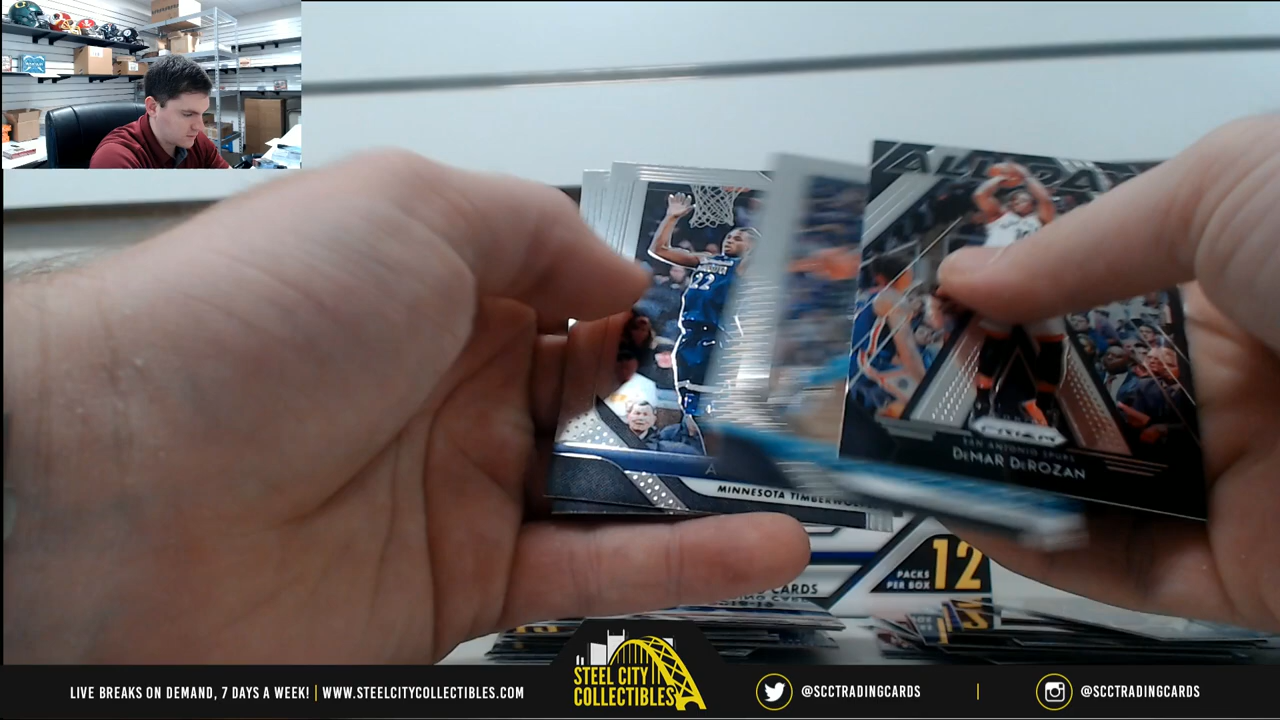 22
MINNESOTA TIMBERWOL
PRIZM
SAN ANTONIO SPURS
DeMAR DeROZAN
PACKS
PER BOX
12
CARDS
STEEL CITY
COLLECTIBLES
LIVE BREAKS ON DEMAND, 7 DAYS A WEEK! | WWW.STEELCITYCOLLECTIBLES.COM
@SCCTRADINGCARDS
@SCCTRADINGCARDS